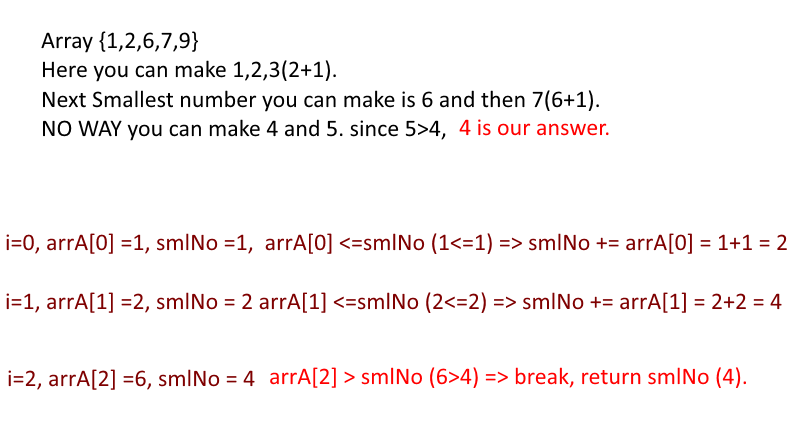 Array {1,2,6,7,9}
Here you can make 1,2,3(2+1).
Next Smallest number you can make is 6 and then 7(6+1).
NO WAY you can make 4 and 5. since 5>4, 4 is our answer.
i=0, arrA[0] =1, smlNo =1, arrA[0] <=smlNo (1<=1) => smlNo += arrA[0] = 1+1 = 2
i=1, arrA[1] =2, smlNo = 2 arrA[1] <=smlNo (2<=2) => smlNo += arrA[1] = 2+2 = 4
i=2, arrA[2] =6, smlNo = 4 arrA[2] > smlNo (6>4) => break, return smlNo (4).